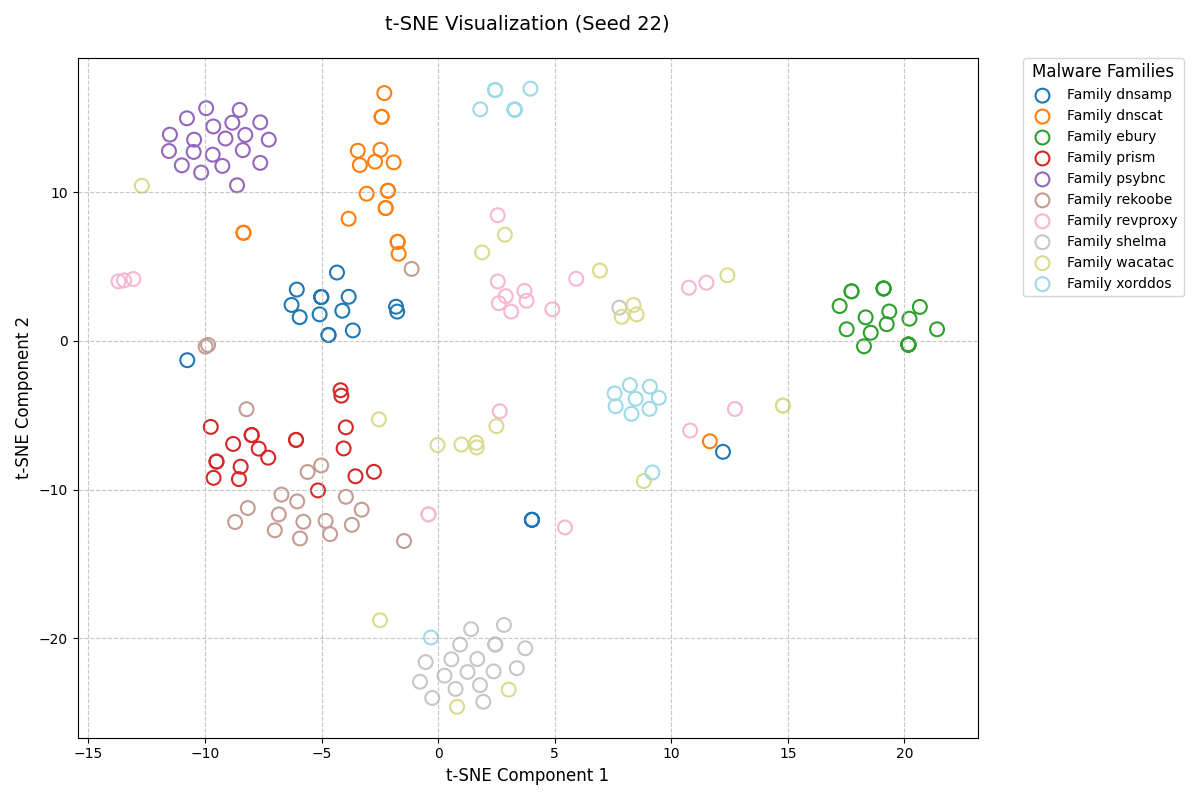 t-SNE Visualization (Seed 22)
Malware Families
Family dnsamp
Family dnscat
Family ebury
Family prism
Family psybnc
Family rekoobe
Family revproxy
Family shelma
Family wacatac
Family xorddos
t-SNE Component 2
10
0
−10
−20
−15
−10
−5
0
5
10
15
20
t-SNE Component 1